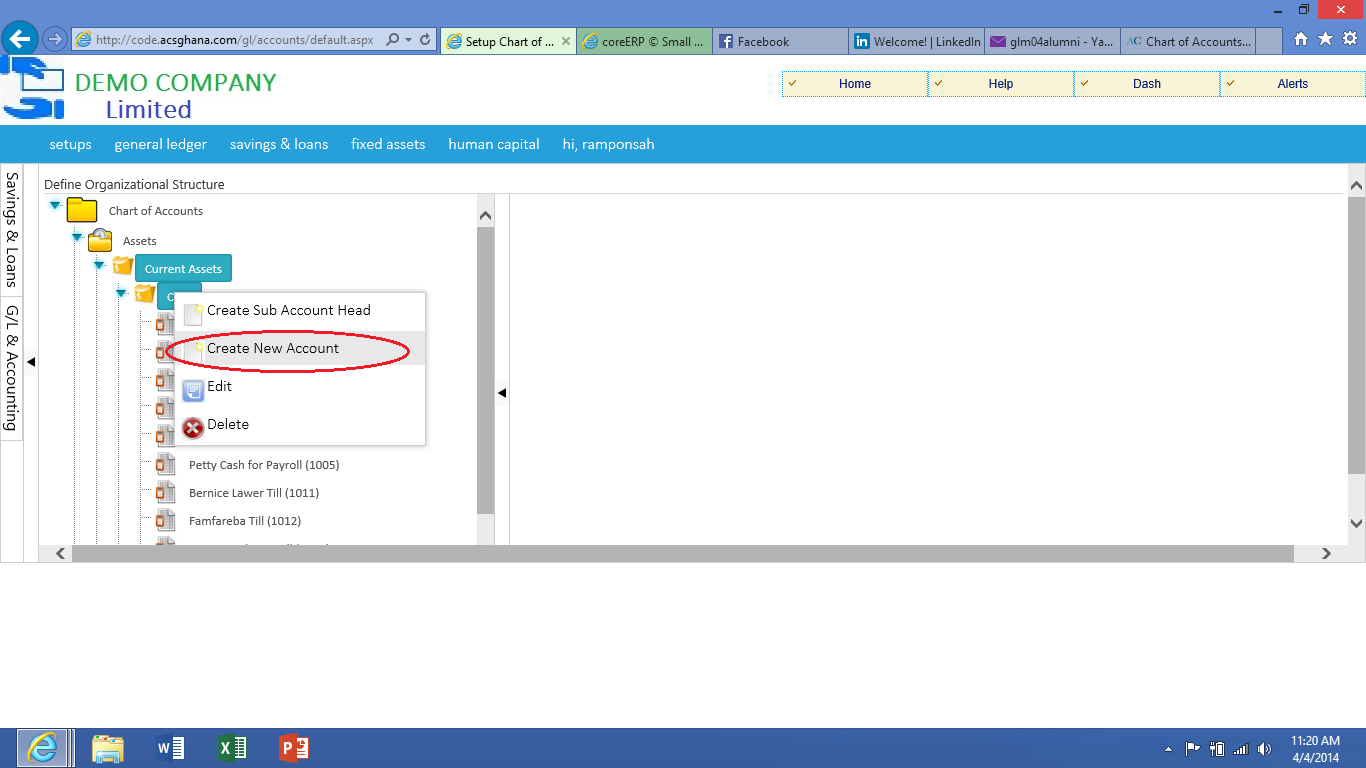 http://code.acsghana.com/gl/accounts/default.aspx
Setup Chart of ...
coreERP © Small ...
Facebook
Welcome! | LinkedIn
glm04alumni - Ya...
AC Chart of Accounts...
DEMO COMPANY
Limited
Home
Help
Dash
Alerts
setups
general ledger
savings & loans
fixed assets
human capital
hi, ramponsah
Savings & Loans
G/L & Accounting
Define Organizational Structure
Chart of Accounts
Assets
Current Assets
Create Sub Account Head
Create New Account
Edit
Delete
Petty Cash for Payroll (1005)
Bernice Lawer Till (1011)
Famfareba Till (1012)
11:20 AM
4/4/2014